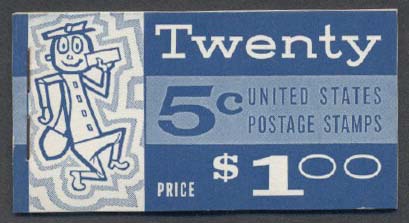 Twenty
5c UNITED STATES
POSTAGE STAMPS
PRICE $1.00